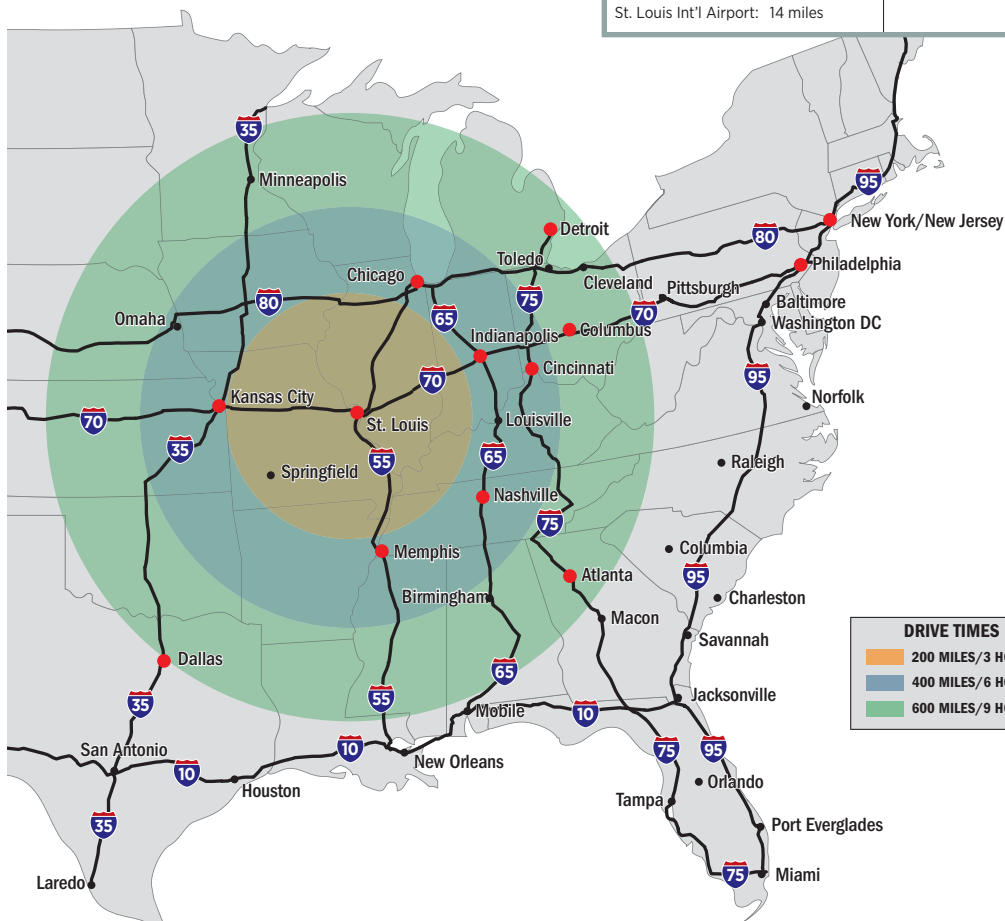 St. Louis Int'l Airport: 14 miles
35
Minneapolis
95
New York/New Jersey
Detroit
80
Toledo
Philadelphia
Chicago
Cleveland
Pittsburgh
75
80
Baltimore
70
Omaha
65
Columbus
Washington DC
Indianapolis
Cincinnati
70
95
Kansas City
Norfolk
70
Louisville
St. Louis
35
65
55
Raleigh
Springfield
Nashville
75
Memphis
Columbia
Atlanta
95
Birmingham
Charleston
Macon
DRIVE TIMES
Savannah
200 MILES/3
Dallas
65
400 MILES/6
Jacksonville
55
35
600 MILES/9
Mobile
10
San Antonio
10
75
95
New Orleans
10
Orlando
Houston
Tampa
35
Port Everglades
75
Miami
Laredo